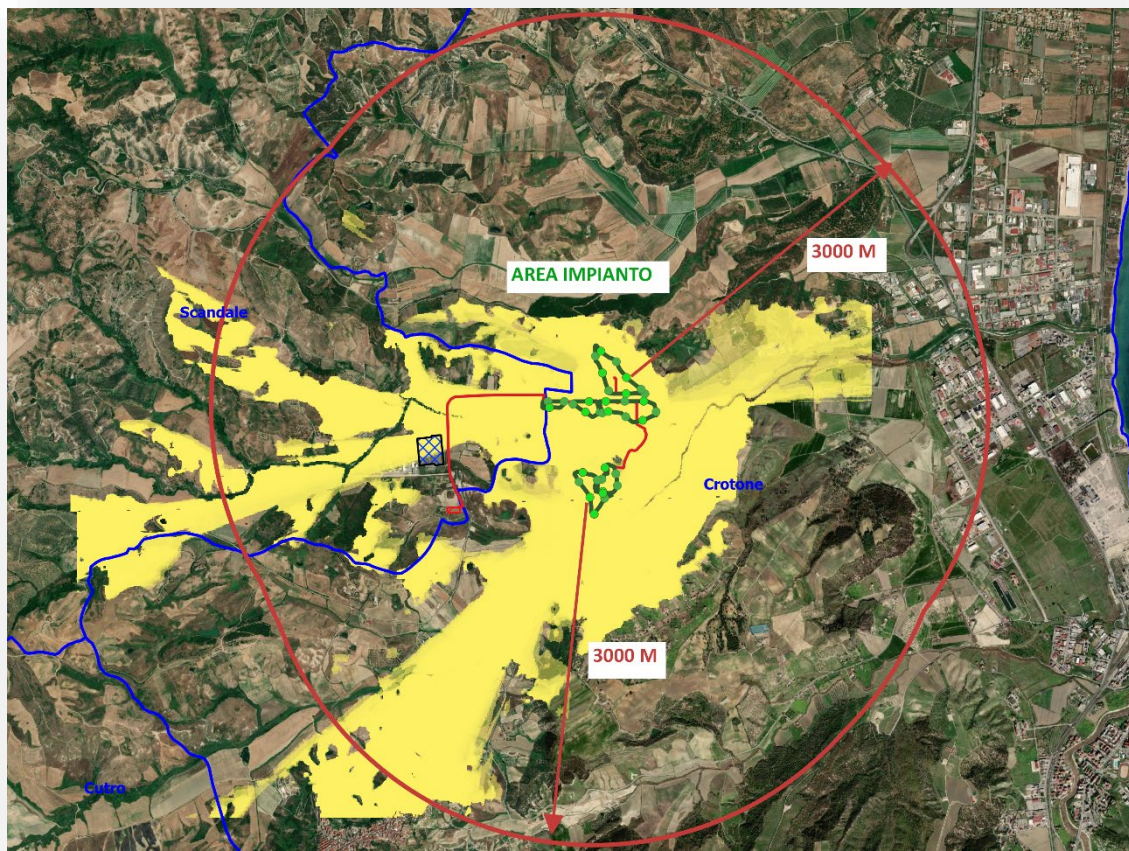 3000 M
AREA IMPIANTO
Scandale
Crotone
3000 M
Cutro